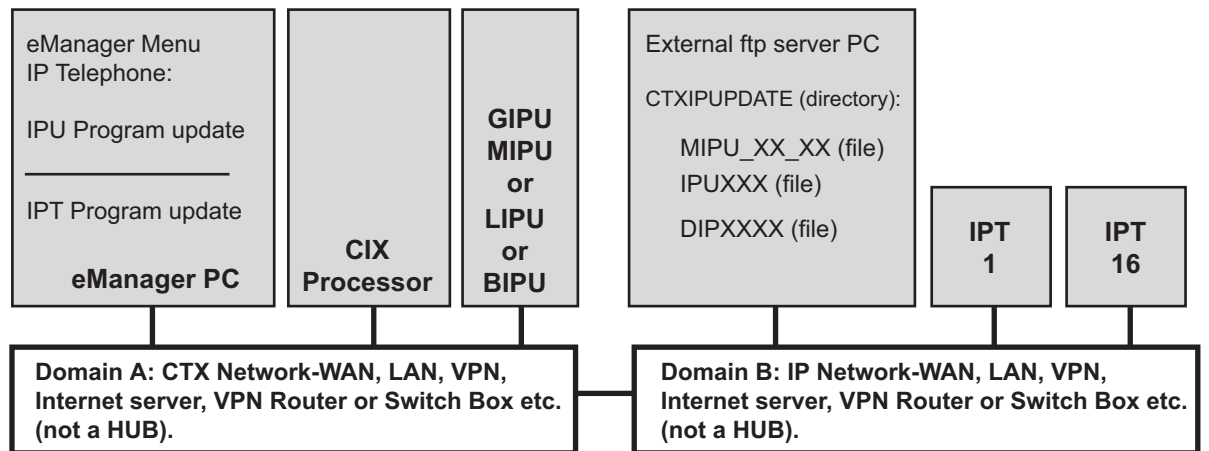 eManager Menu
IP Telephone:
IPU Program update
IPT Program update
eManager PC
CIX
Processor
GIPU
MIPU
or
LIPU
or
BIPU
External ftp server PC
CTXIPUPDATE (directory):
MIPU_XX_XX (file)
IPUXXX (file)
DIPXXXX (file)
IPT
1
IPT
16
Domain A: CTX Network-WAN, LAN, VPN,
Internet server, VPN Router or Switch Box etc.
(not a HUB).
Domain B: IP Network-WAN, LAN, VPN,
Internet server, VPN Router or Switch Box etc.
(not a HUB).